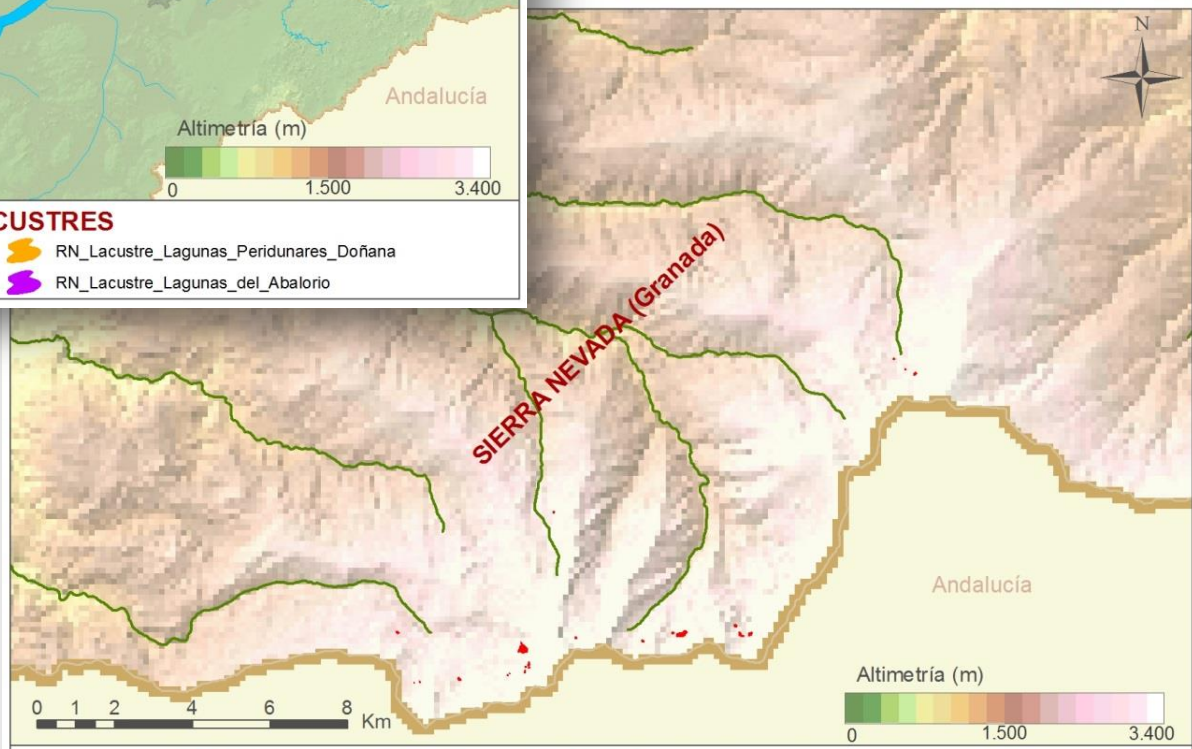 Andalucía
Altimetría (m)
0 1.500 3.400
CUSTRES
RN_Lacustre_Lagunas_Peridunares_Doñana
RN_Lacustre_Lagunas_del_Abalorio
N
SIERRA NEVADA (Granada)
Andalucía
0 1 2 4 6 8 Km
Altimetría (m)
0 1.500 3.400